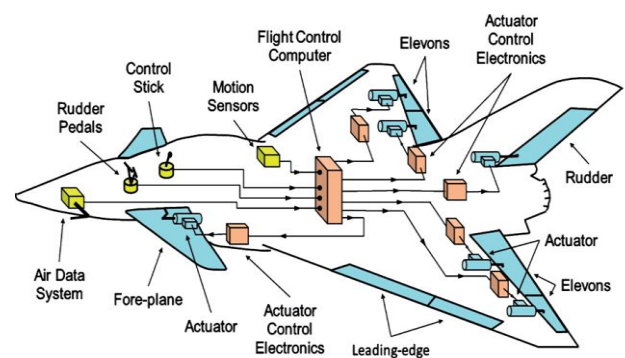 Flight Control
Computer
Elevons
Actuator
Control
Electronics
Control
Stick
Motion
Sensors
Rudder
Pedals
Rudder
Air Data
System
Fore-plane
Actuator
Actuator
Control
Electronics
Leading-edge
Actuator
Elevons